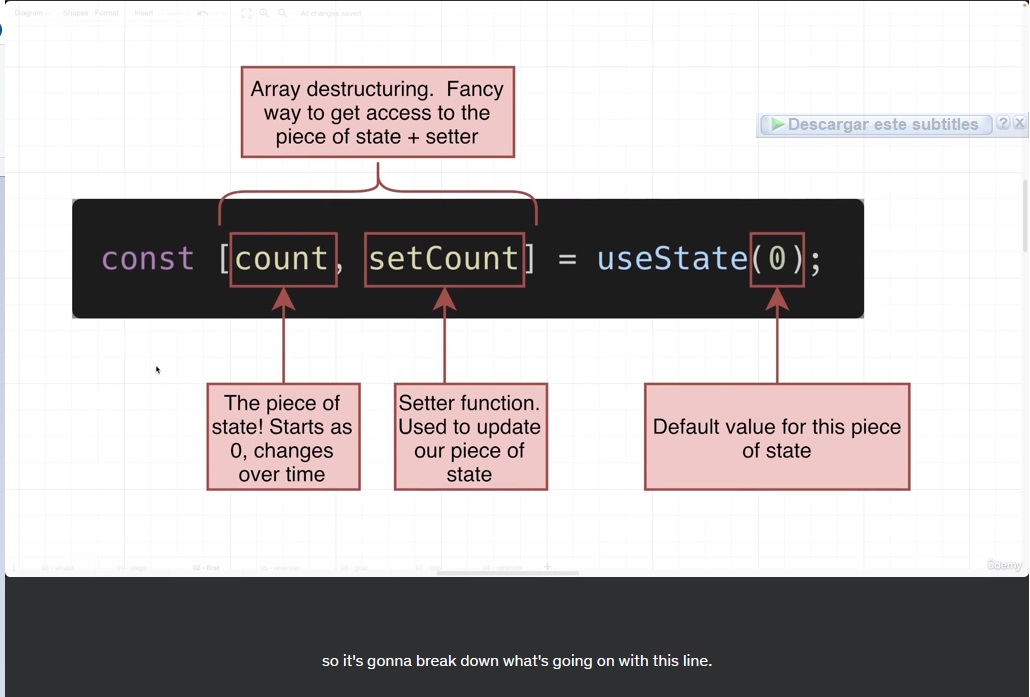 Diagram Shapes Format Insert
All changes saved
Array destructuring.  Fancy
way to get access to the
piece of state + setter
Descargar este subtitles ? X
const [count, setCount] = useState(0);
The piece of
state! Starts as
0, changes
over time
Setter function.
Used to update
our piece of
state
Default value for this piece
of state
ûdemy
so it's gonna break down what's going on with this line.